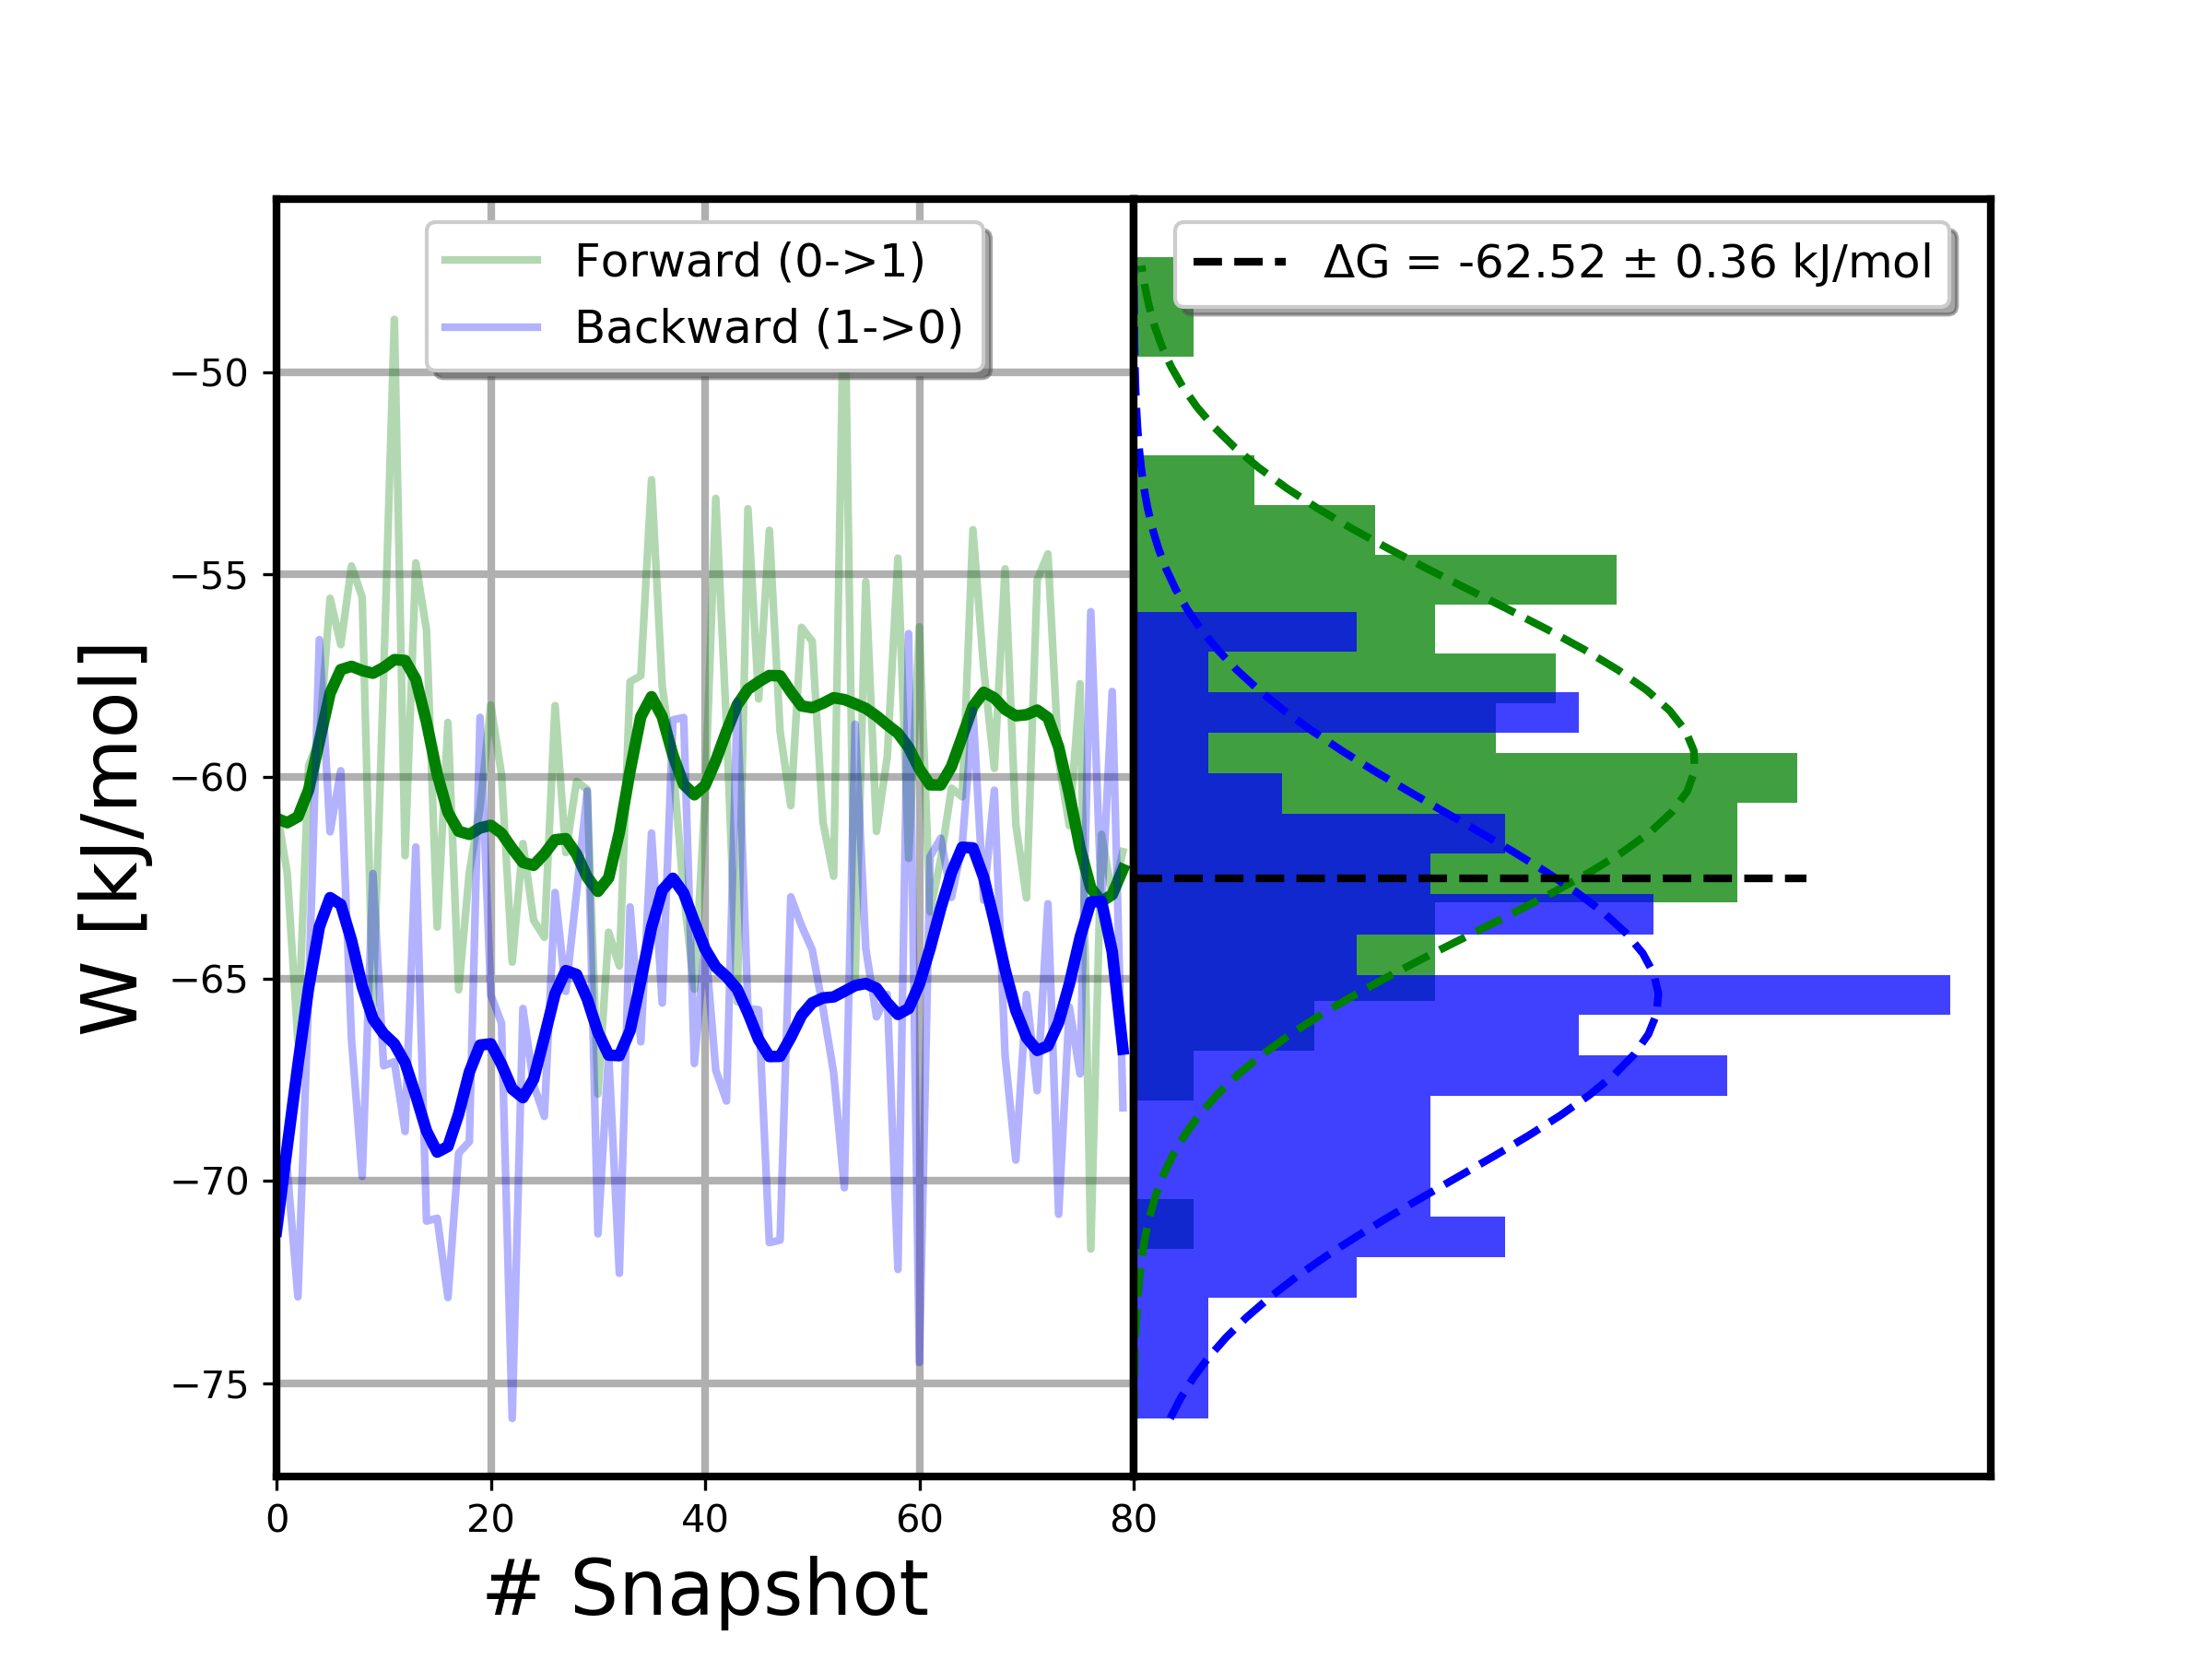 Forward (0->1)
Backward (1->0)
ΔG = -62.52 ± 0.36 kJ/mol
W [kJ/mol]
−50
−55
−60
−65
−70
−75
0 20 40 60 80
# Snapshot